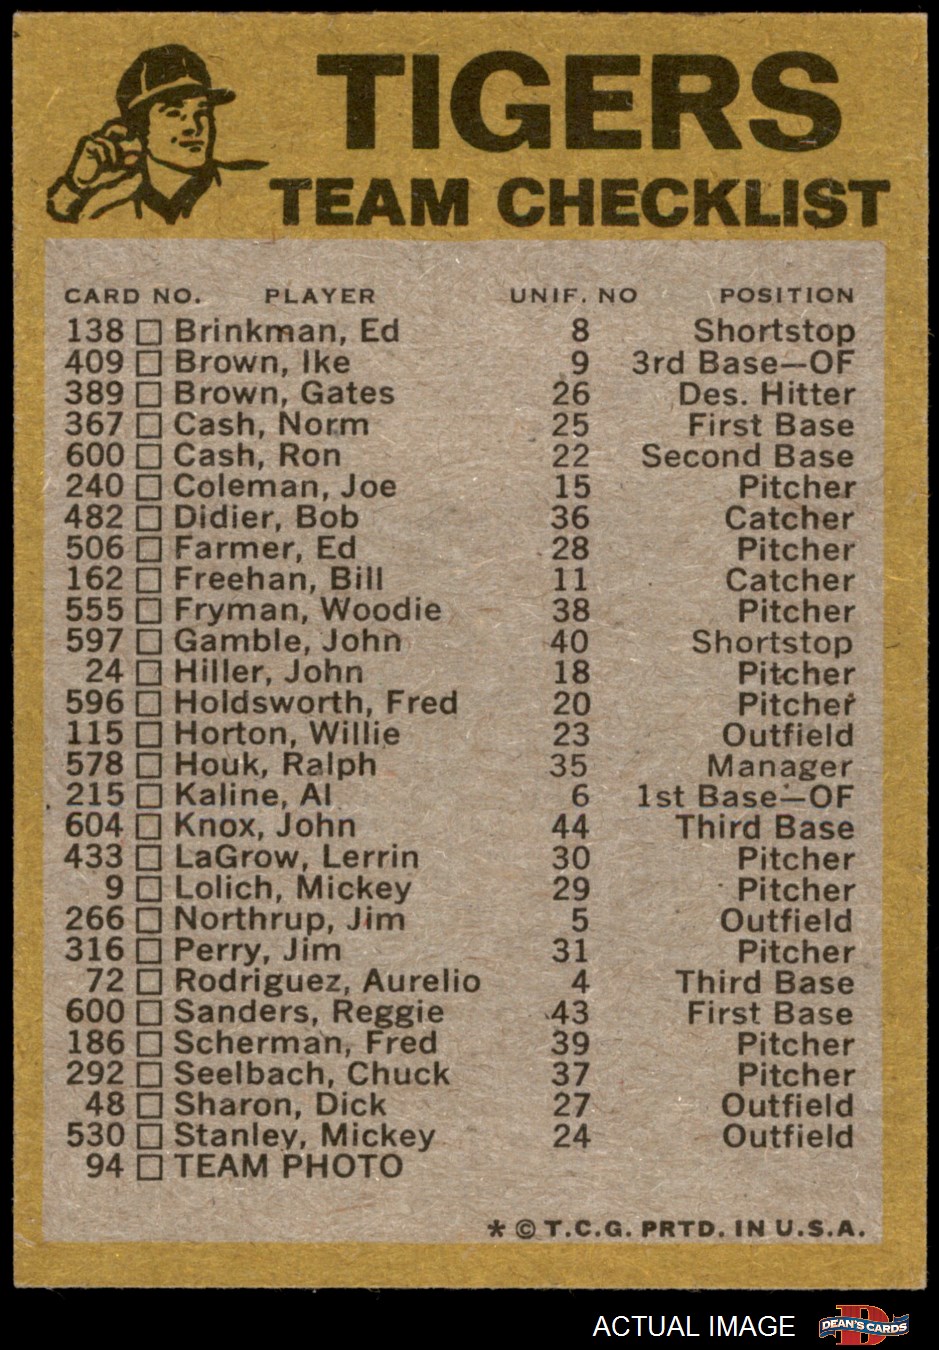 TIGERS
TEAM CHECKLIST
CARD NO. PLAYER UNIF. NO POSITION
138 Brinkman, Ed 8 Shortstop
409 Brown, Ike 9 3rd Base—OF
389 Brown, Gates 26 Des. Hitter
367 Cash, Norm 25 First Base
600 Cash, Ron 22 Second Base
240 Coleman, Joe 15 Pitcher
482 Didier, Bob 36 Catcher
506 Farmer, Ed 28 Pitcher
162 Freehan, Bill 11 Catcher
555 Fryman, Woodie 38 Pitcher
597 Gamble, John 40 Shortstop
24 Hiller, John 18 Pitcher
596 Holdsworth, Fred 20 Pitcher
115 Horton, Willie 23 Outfield
578 Houk, Ralph 35 Manager
215 Kaline, Al 6 1st Base—OF
604 Knox, John 44 Third Base
433 LaGrow, Lerrin 30 Pitcher
9 Lolich, Mickey 29 Pitcher
266 Northrup, Jim 5 Outfield
316 Perry, Jim 31 Pitcher
72 Rodriguez, Aurelio 4 Third Base
600 Sanders, Reggie 43 First Base
186 Scherman, Fred 39 Pitcher
292 Seelbach, Chuck 37 Pitcher
48 Sharon, Dick 27 Outfield
530 Stanley, Mickey 24 Outfield
94 TEAM PHOTO
* © T.C.G. PRTD. IN U.S.A.
ACTUAL IMAGE
DEAN'S CARDS